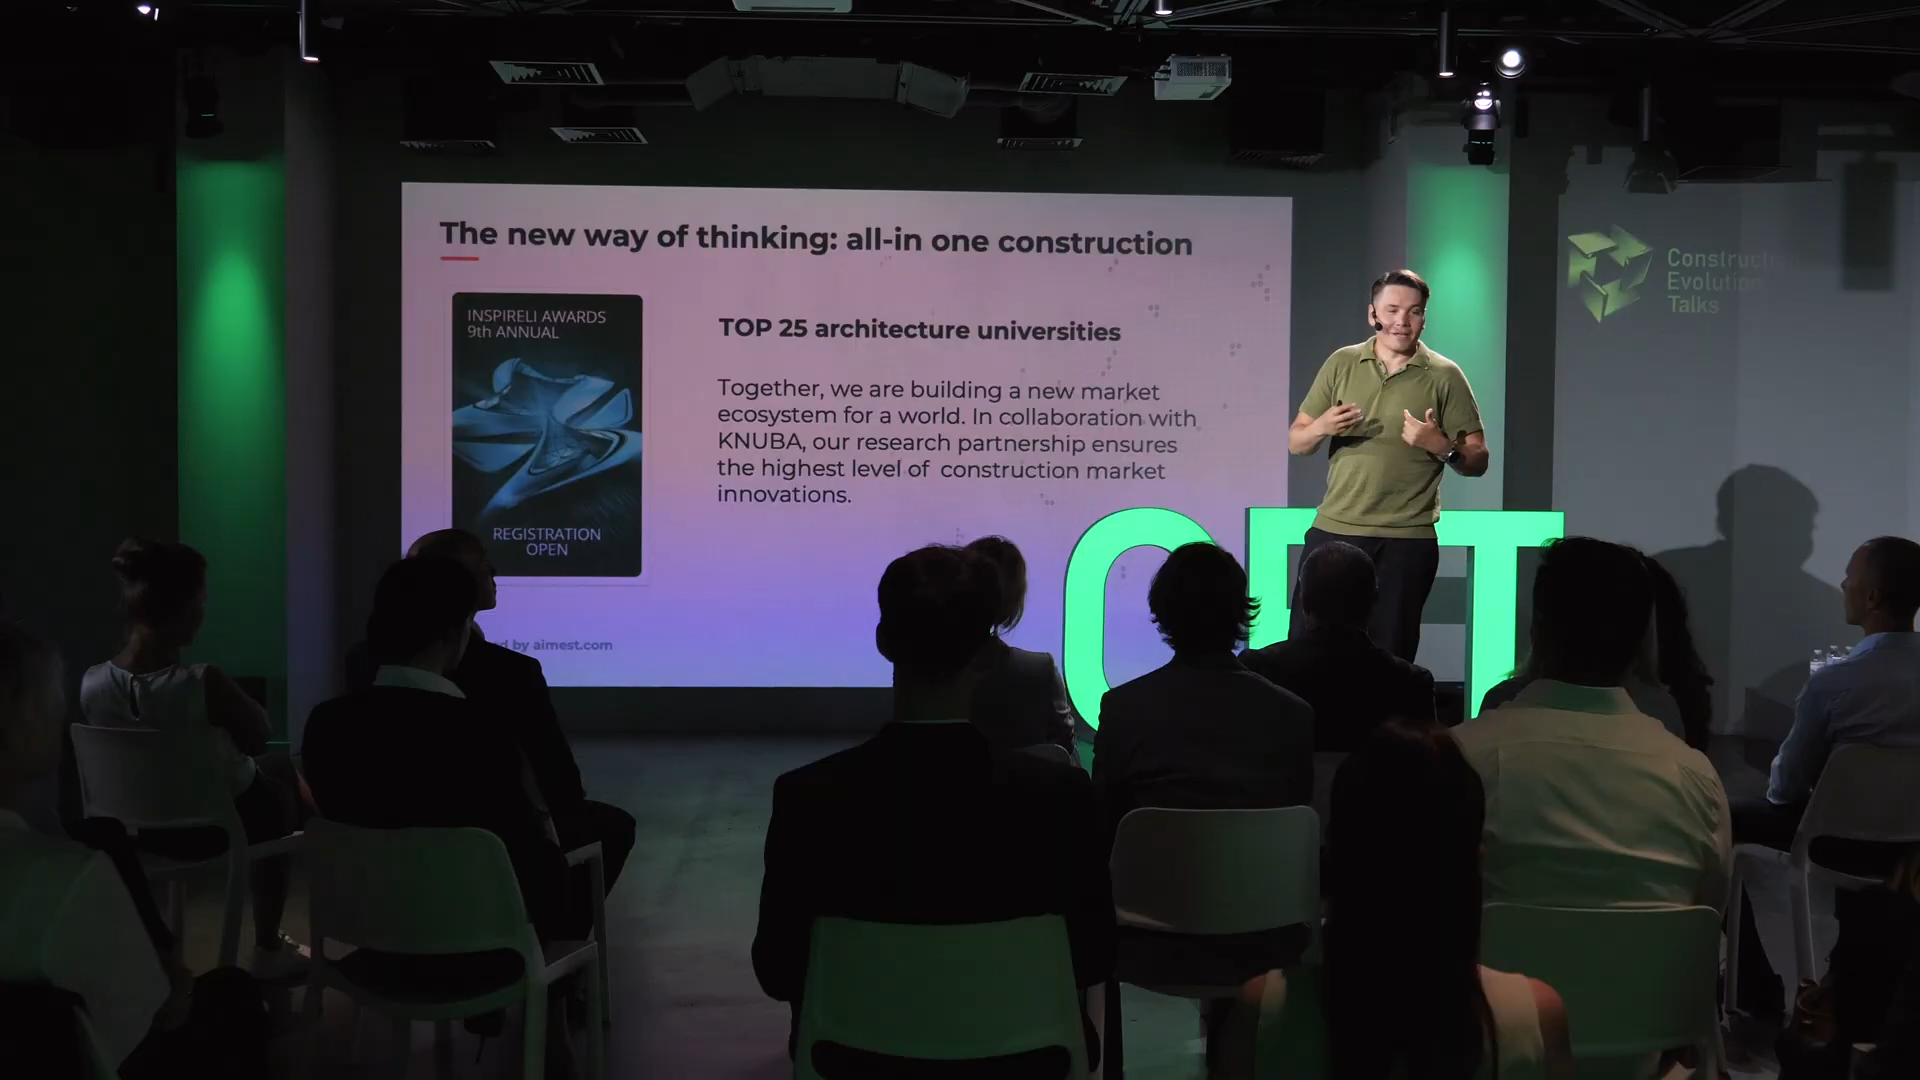 The new way of thinking: all-in one construction
INSPIRELI AWARDS
9th ANNUAL
REGISTRATION
OPEN
TOP 25 architecture universities
Together, we are building a new market
ecosystem for a world. In collaboration with
KNUBA, our research partnership ensures
the highest level of construction market
innovations.
by aimest.com
Construction
Evolution
Talks
CET